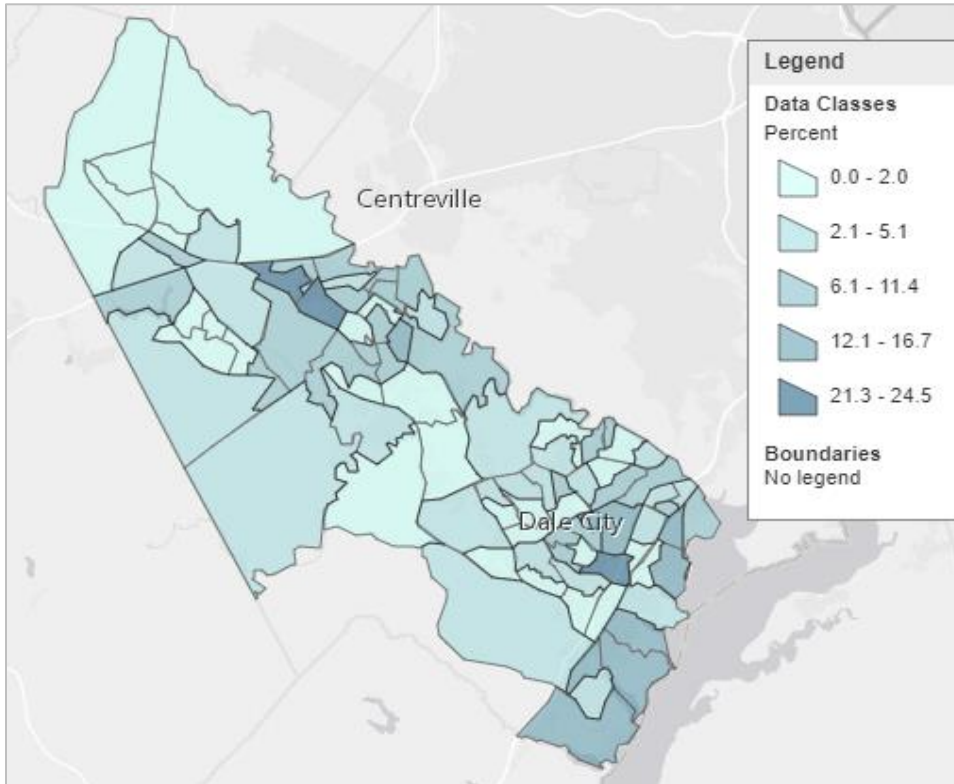 Legend
Data Classes
Percent
0.0 - 2.0
2.1 - 5.1
6.1 - 11.4
12.1 - 16.7
21.3 - 24.5
Boundaries
No legend
Centreville
Dale City